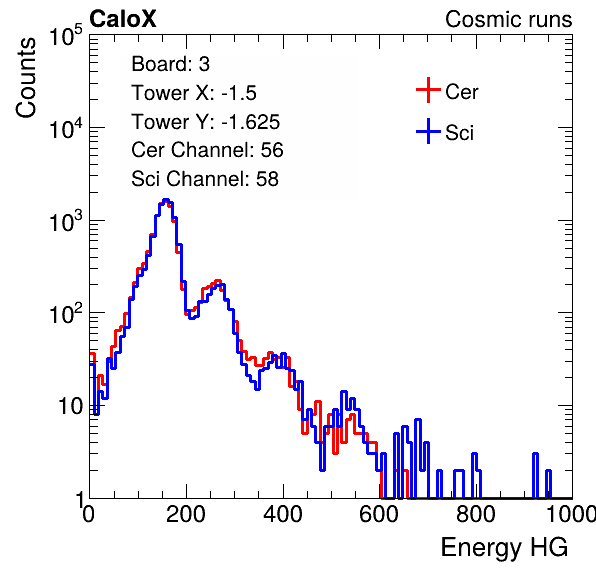 CaloX Cosmic runs
Counts
Board: 3
Tower X: -1.5
Tower Y: -1.625
Cer Channel: 56
Sci Channel: 58
Cer
Sci
10^5
10^4
10^3
10^2
10
1
0 200 400 600 800 1000
Energy HG